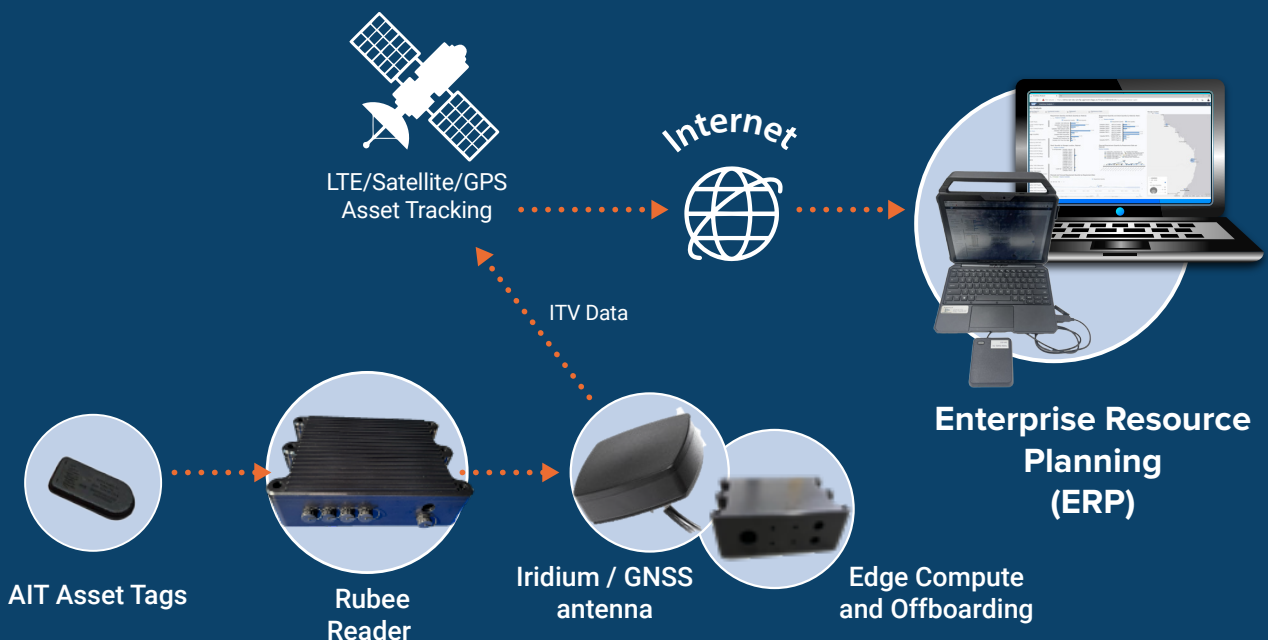 Internet
LTE/Satellite/GPS
Asset Tracking
ITV Data
Enterprise Resource
Planning
(ERP)
AIT Asset Tags
Rubee
Reader
Iridium / GNSS
antenna
Edge Compute
and Offboarding